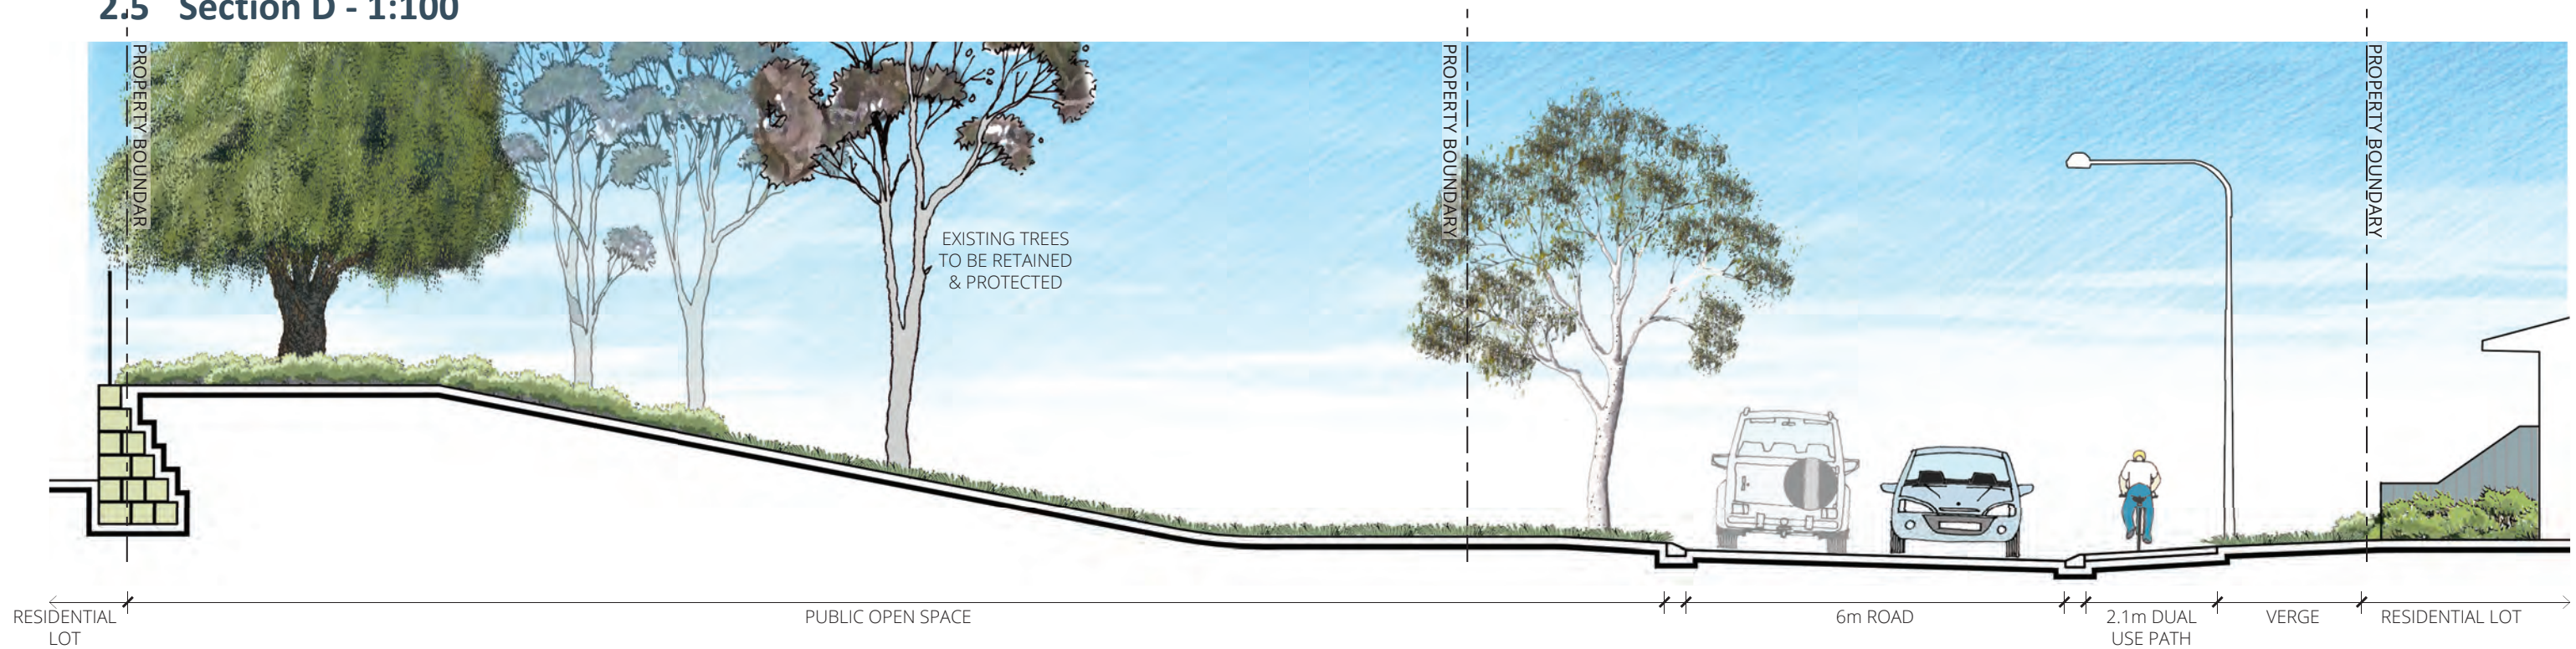 2.5 Section D - 1:100
PROPERTY BOUNDAR
PROPERTY BOUNDARY
PROPERTY BOUNDARY
EXISTING TREES
TO BE RETAINED
& PROTECTED
RESIDENTIAL
LOT
PUBLIC OPEN SPACE
6m ROAD
2.1m DUAL
USE PATH
VERGE
RESIDENTIAL LOT